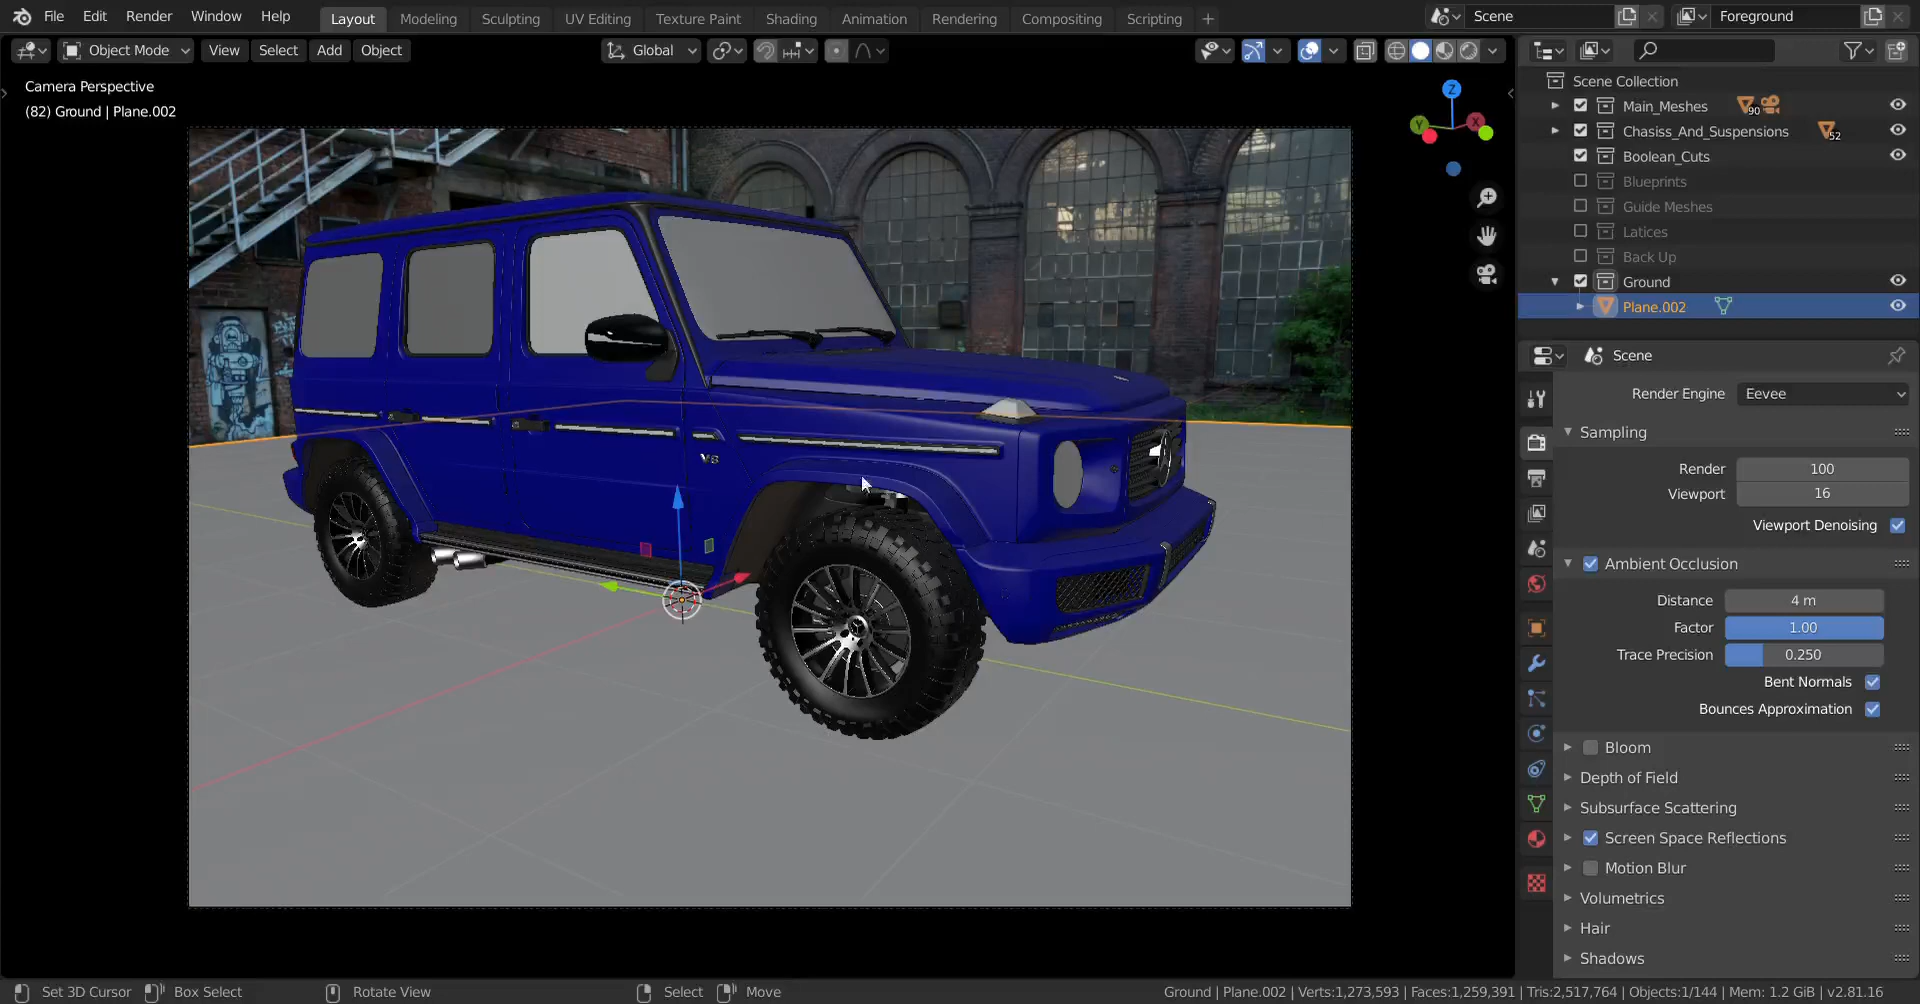 File Edit Render Window Help Layout Modeling Sculpting UV Editing Texture Paint Shading Animation Rendering Compositing Scripting + Scene Foreground
Object Mode View Select Add Object Global
Camera Perspective
(82) Ground | Plane.002
Z
Y
X
V8
Scene Collection
Main_Meshes 90
Chasiss_And_Suspensions 52
Boolean_Cuts
Blueprints
Guide Meshes
Latices
Back Up
Ground
Plane.002
Scene
Render Engine Eevee
Sampling
Render 100
Viewport 16
Viewport Denoising
Ambient Occlusion
Distance 4 m
Factor 1.00
Trace Precision 0.250
Bent Normals
Bounces Approximation
Bloom
Depth of Field
Subsurface Scattering
Screen Space Reflections
Motion Blur
Volumetrics
Hair
Shadows
Set 3D Cursor Box Select Rotate View Select Move Ground | Plane.002 | Verts:1,273,593 | Faces:1,259,391 | Tris:2,517,764 | Objects:1/144 | Mem: 1.2 GiB | v2.81.16